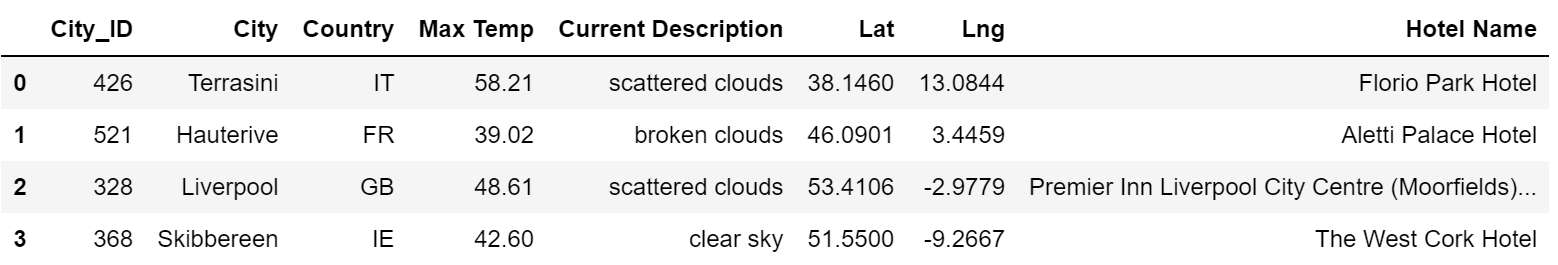 City_ID City Country Max Temp Current Description Lat Lng Hotel Name
0 426 Terrasini IT 58.21 scattered clouds 38.1460 13.0844 Florio Park Hotel
1 521 Hauterive FR 39.02 broken clouds 46.0901 3.4459 Aletti Palace Hotel
2 328 Liverpool GB 48.61 scattered clouds 53.4106 -2.9779 Premier Inn Liverpool City Centre (Moorfields)...
3 368 Skibbereen IE 42.60 clear sky 51.5500 -9.2667 The West Cork Hotel